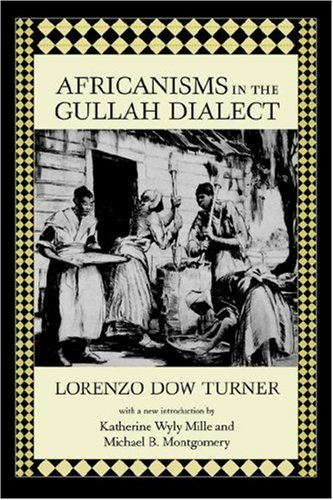 AFRICANISMS IN THE
GULLAH DIALECT
LORENZO DOW TURNER
with a new introduction by
Katherine Wyly Mille and
Michael B. Montgomery